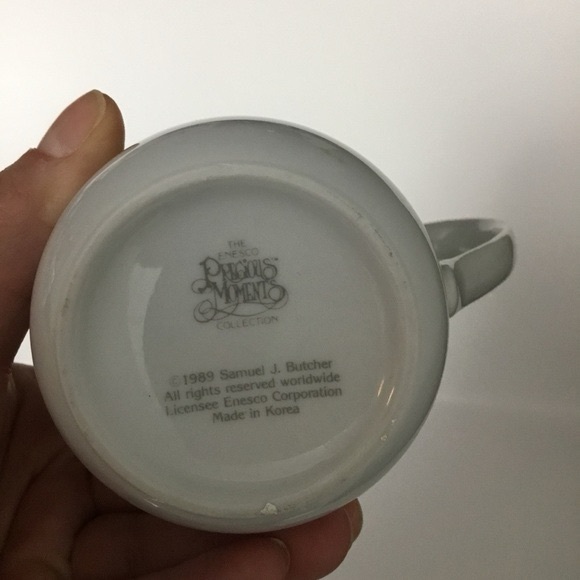 THE
ENESCO
PRECIOUS
MOMENTS
COLLECTION
©1989 Samuel J. Butcher
All rights reserved worldwide
Licensee Enesco Corporation
Made in Korea